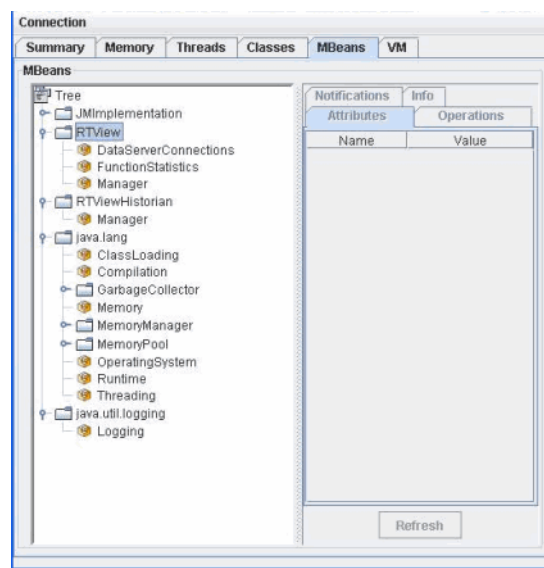 Connection
Summary Memory Threads Classes MBeans VM
MBeans
Tree
JMImplementation
RTView
DataServerConnections
FunctionStatistics
Manager
RTViewHistorian
Manager
java.lang
ClassLoading
Compilation
GarbageCollector
Memory
MemoryManager
MemoryPool
OperatingSystem
Runtime
Threading
java.util.logging
Logging
Notifications Info
Attributes Operations
Name Value
Refresh